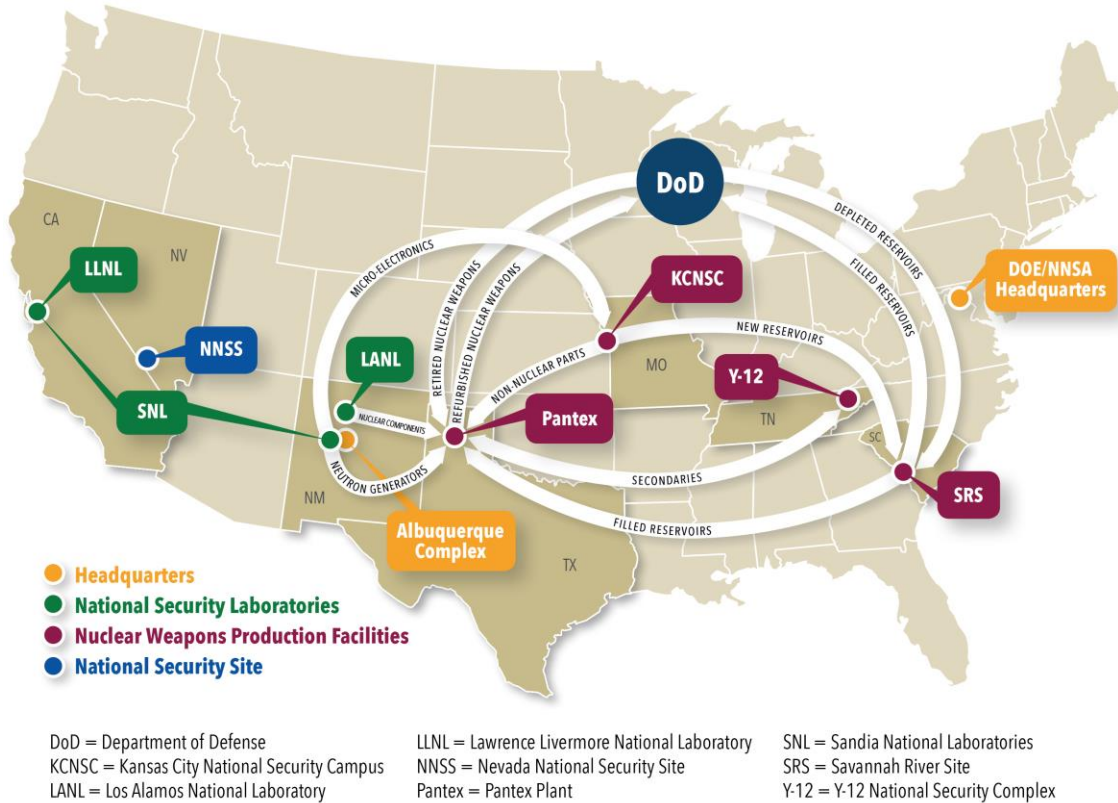 DoD
CA
NV
LLNL
MICRO-ELECTRONICS
RETIRED NUCLEAR WEAPONS
REFURBISHED NUCLEAR WEAPONS
DEPLETED RESERVOIRS
FILLED RESERVOIRS
KCNSC
DOE/NNSA
Headquarters
NNSS
LANL
NEW RESERVOIRS
NON-NUCLEAR PARTS
MO
Y-12
SNL
NUCLEAR COMPONENTS
Pantex
TN
SC
NEUTRON GENERATORS
SECONDARIES
NM
SRS
Albuquerque
Complex
FILLED RESERVOIRS
TX
Headquarters
National Security Laboratories
Nuclear Weapons Production Facilities
National Security Site
DoD = Department of Defense
KCNSC = Kansas City National Security Campus
LANL = Los Alamos National Laboratory
LLNL = Lawrence Livermore National Laboratory
NNSS = Nevada National Security Site
Pantex = Pantex Plant
SNL = Sandia National Laboratories
SRS = Savannah River Site
Y-12 = Y-12 National Security Complex